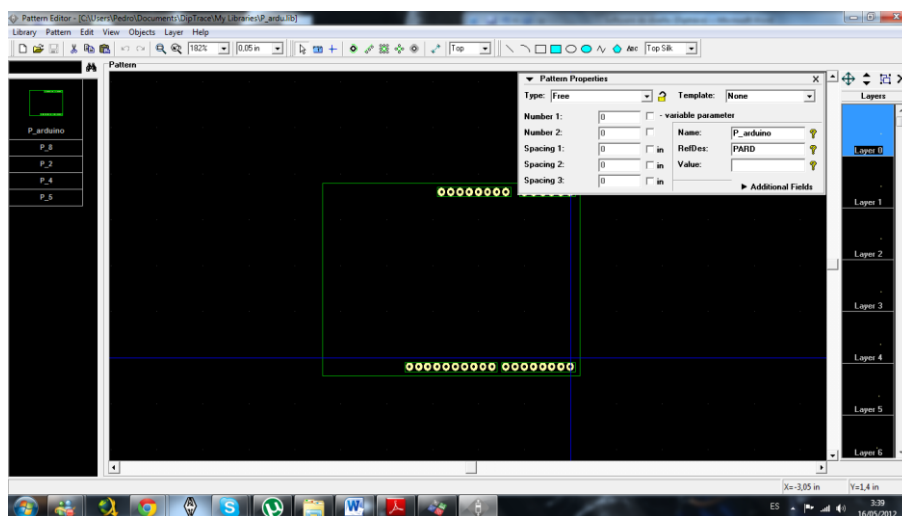 Pattern Editor - [C:\Users\Pedro\Documents\DipTrace\My Libraries\P_ardu.lib]
Library Pattern Edit View Objects Layer Help
182% 0,05 in Top Abc Top Silk
Pattern
P_arduino
P_8
P_2
P_4
P_5
Pattern Properties X
Type: Free Template: None
Number 1: 0 - variable parameter
Number 2: 0 Name: P_arduino
Spacing 1: 0 in RefDes: PARD
Spacing 2: 0 in Value:
Spacing 3: 0 in
Additional Fields
Layers
Layer 0
Layer 1
Layer 2
Layer 3
Layer 4
Layer 5
Layer 6
X=-3,05 in Y=1,4 in
ES 3:39
16/05/2012